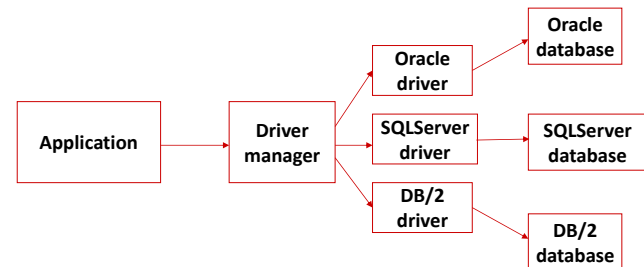 Application
Driver
manager
Oracle
driver
SQLServer
driver
DB/2
driver
Oracle
database
SQLServer
database
DB/2
database